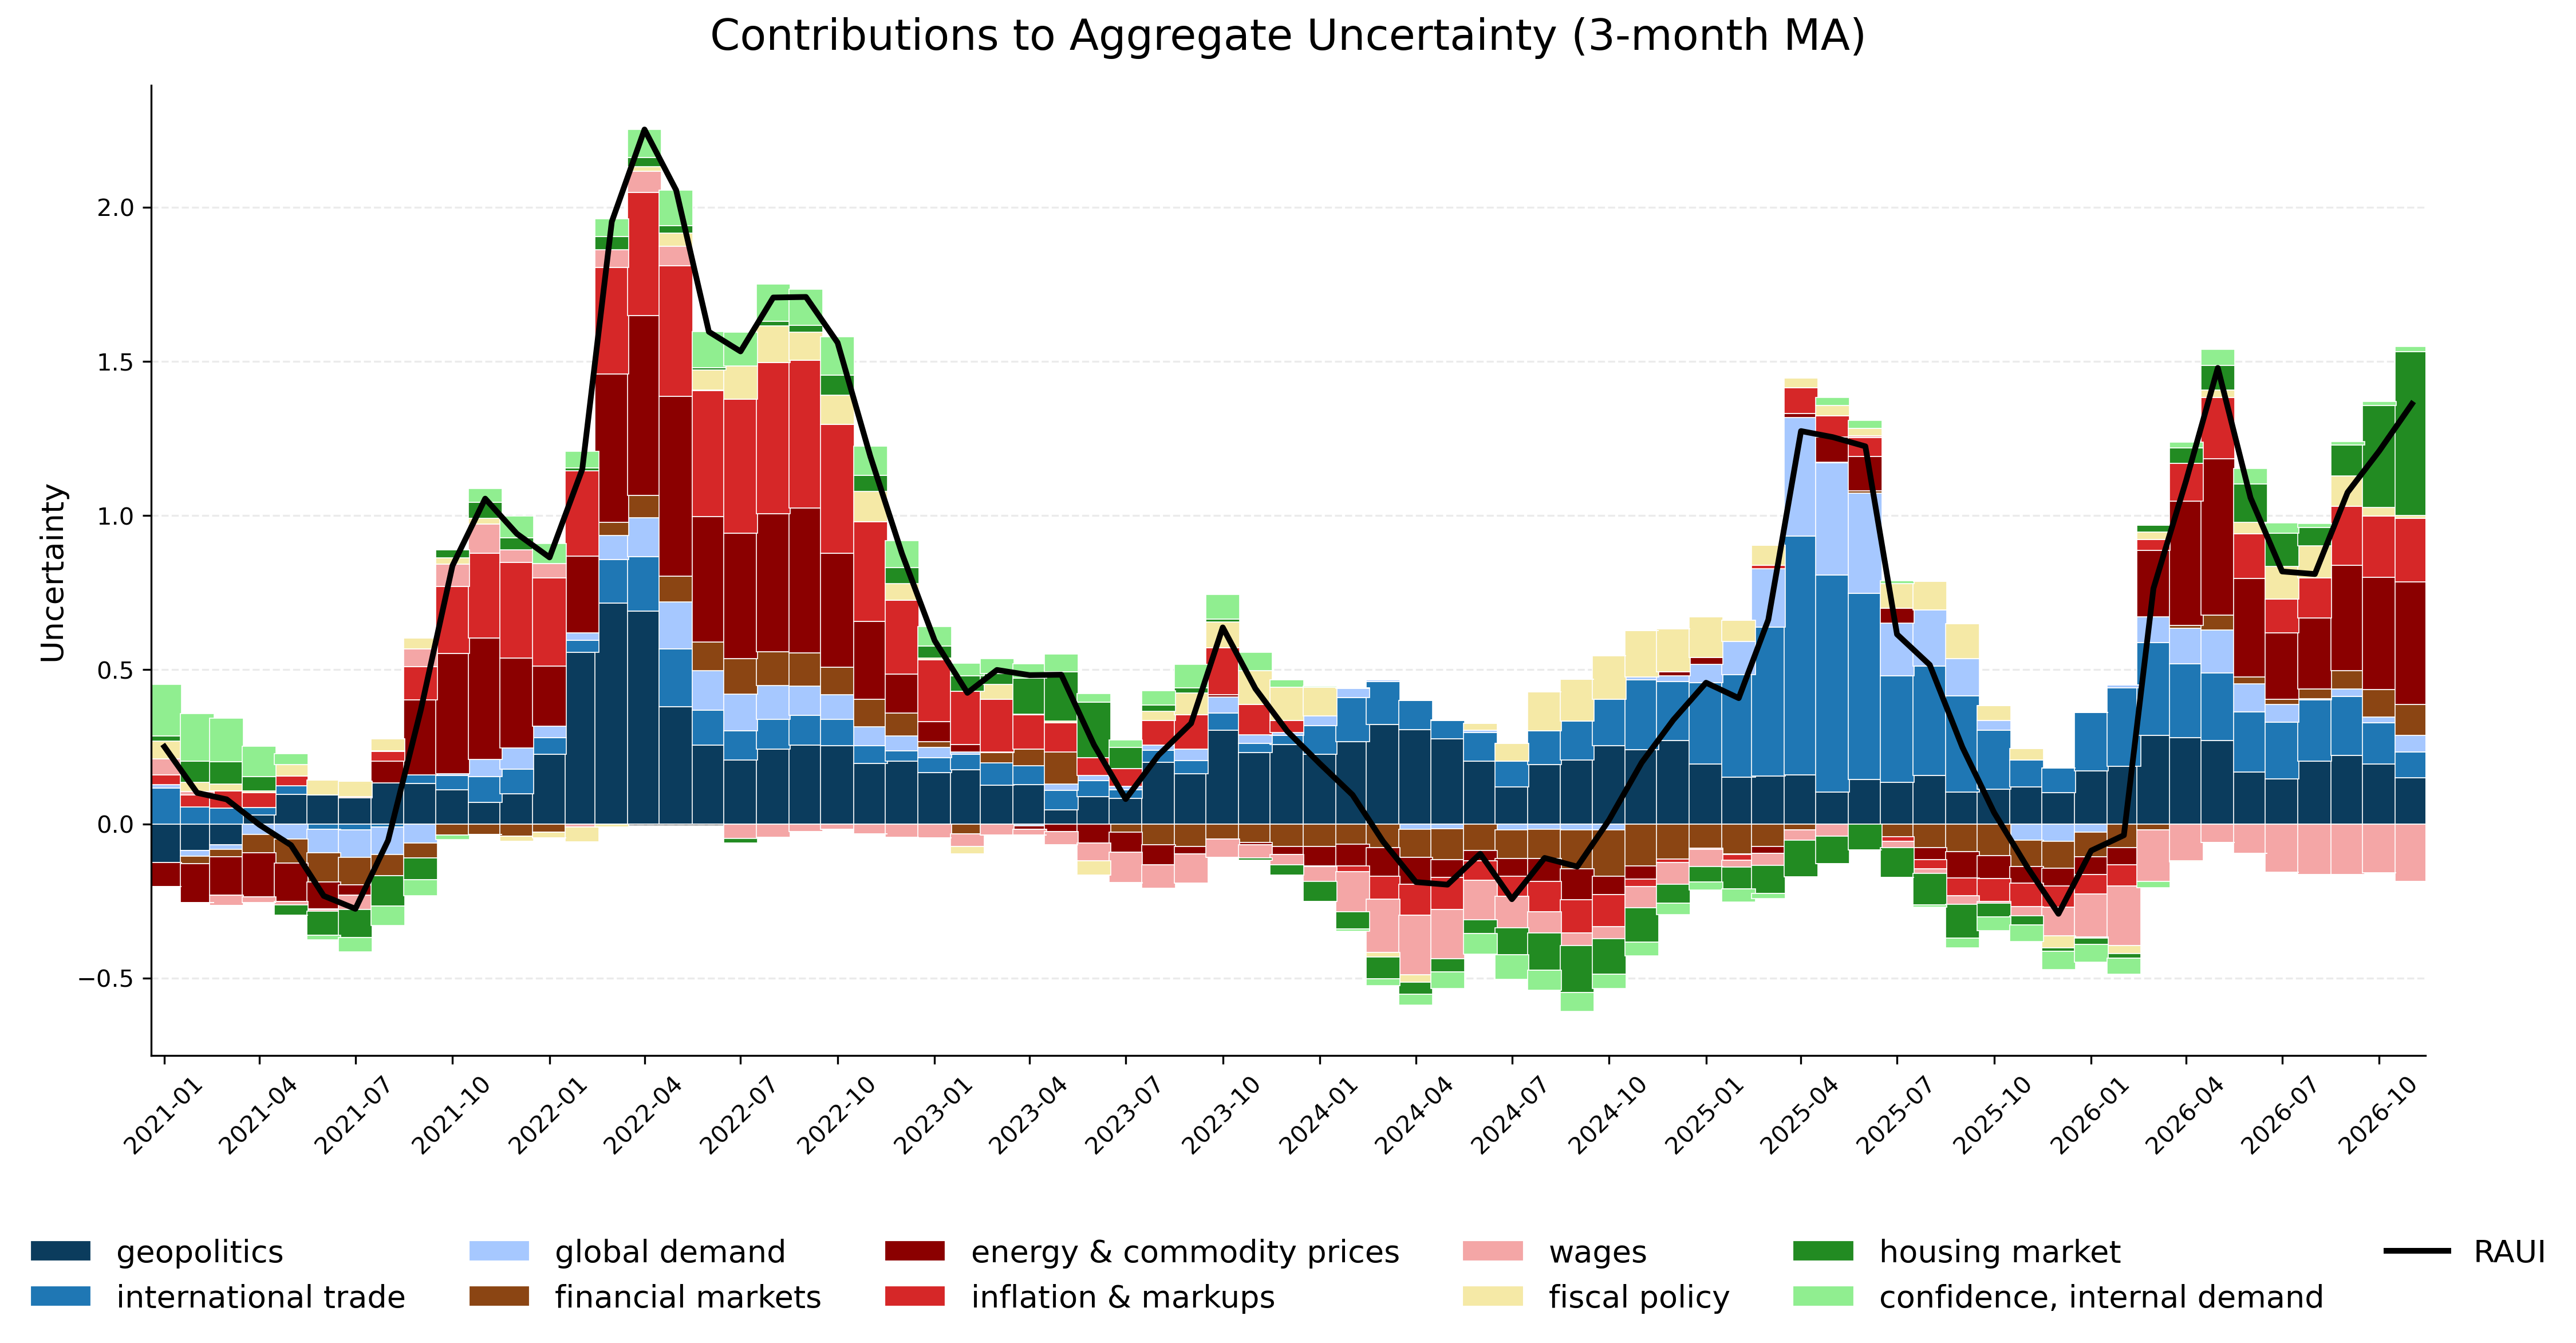 Contributions to Aggregate Uncertainty (3-month MA)
Uncertainty
2.0
1.5
1.0
0.5
0.0
−0.5
2021-01
2021-04
2021-07
2021-10
2022-01
2022-04
2022-07
2022-10
2023-01
2023-04
2023-07
2023-10
2024-01
2024-04
2024-07
2024-10
2025-01
2025-04
2025-07
2025-10
2026-01
2026-04
2026-07
2026-10
geopolitics
international trade
global demand
financial markets
energy & commodity prices
inflation & markups
wages
fiscal policy
housing market
confidence, internal demand
RAUI